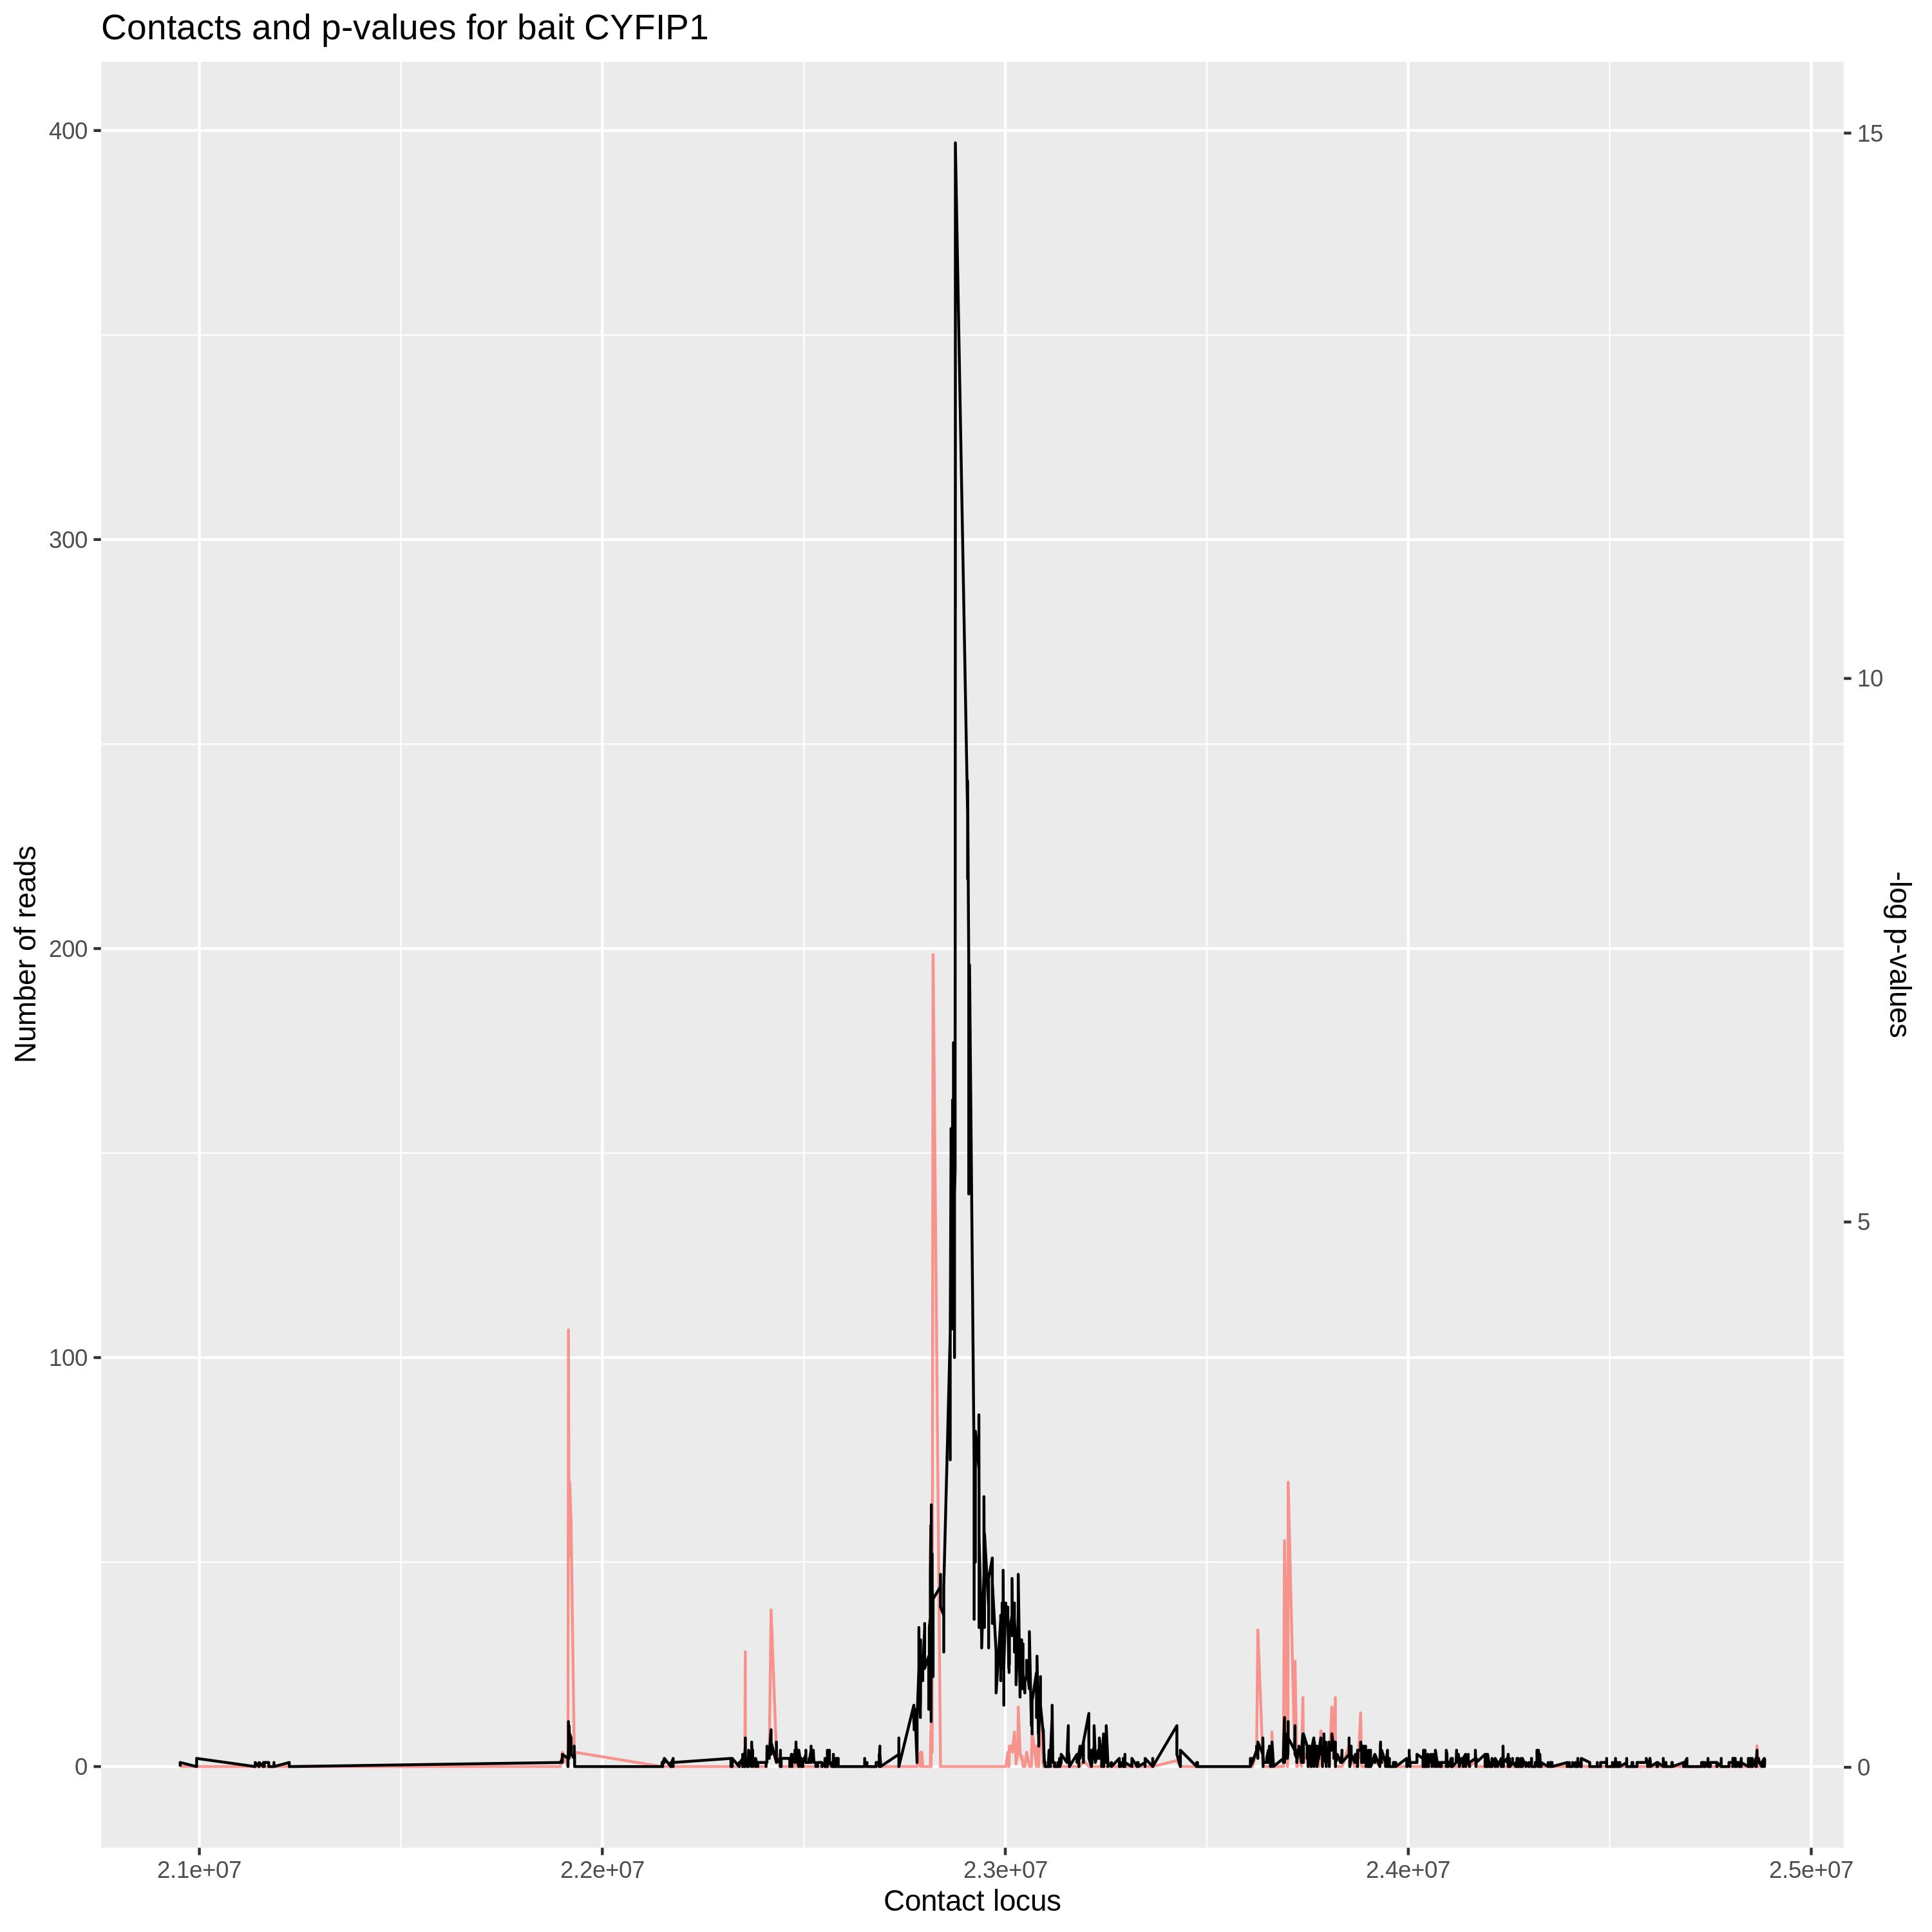 Contacts and p-values for bait CYFIP1
400
300
200
100
0
Number of reads
15
10
5
0
-log p-values
2.1e+07 2.2e+07 2.3e+07 2.4e+07 2.5e+07
Contact locus